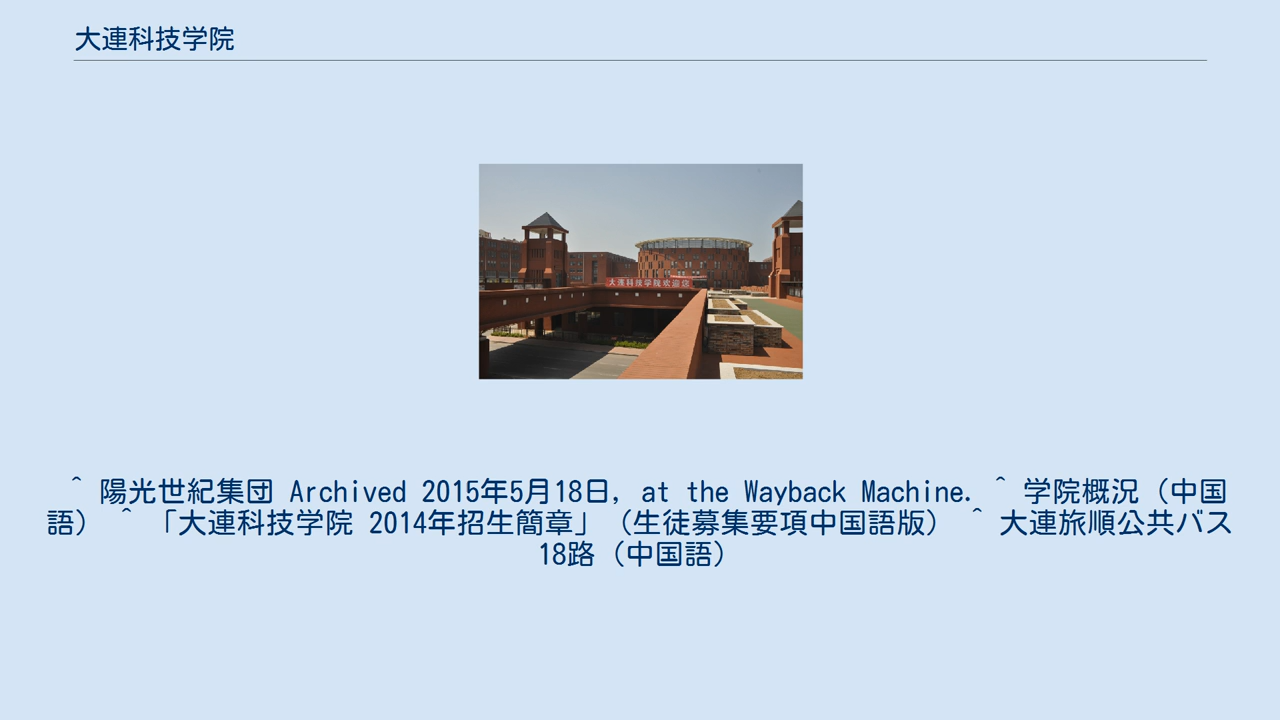 大連科技学院
大连科技学院欢迎您
^ 陽光世紀集団 Archived 2015年5月18日, at the Wayback Machine. ^ 学院概況（中国
語） ^ 「大連科技学院 2014年招生簡章」（生徒募集要項中国語版） ^ 大連旅順公共バス
18路（中国語）